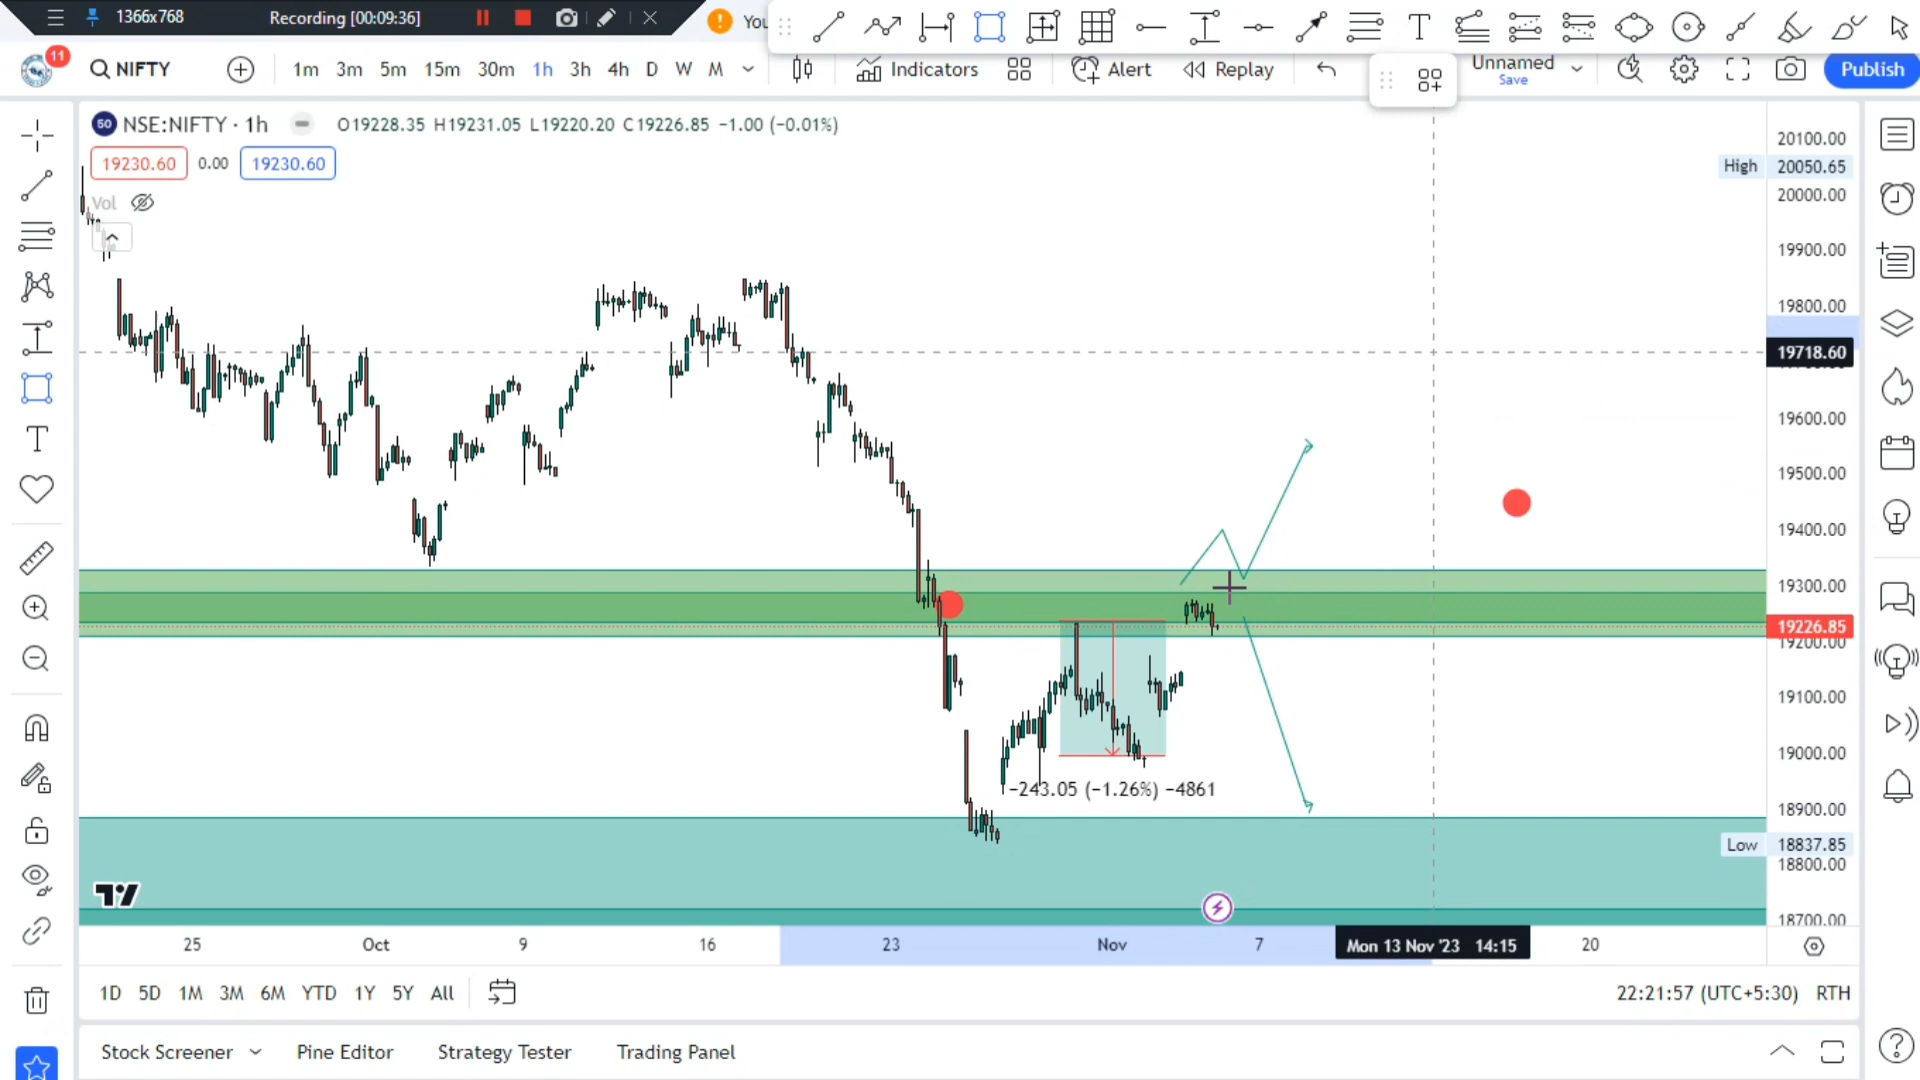 1366x768
Recording [00:09:36]
You
11
NIFTY
1m 3m 5m 15m 30m 1h 3h 4h D W M
Indicators
Alert
Replay
Unnamed
Save
Publish
50 NSE:NIFTY · 1h
O19228.35 H19231.05 L19220.20 C19226.85 −1.00 (−0.01%)
19230.60 0.00 19230.60
Vol
20100.00
High 20050.65
20000.00
19900.00
19800.00
19718.60
19600.00
19500.00
19400.00
19300.00
19226.85
19200.00
19100.00
19000.00
−243.05 (−1.26%) −4861
18900.00
Low 18837.85
18800.00
18700.00
25 Oct 9 16 23 Nov 7 Mon 13 Nov '23 14:15 20
1D 5D 1M 3M 6M YTD 1Y 5Y All
22:21:57 (UTC+5:30) RTH
Stock Screener Pine Editor Strategy Tester Trading Panel